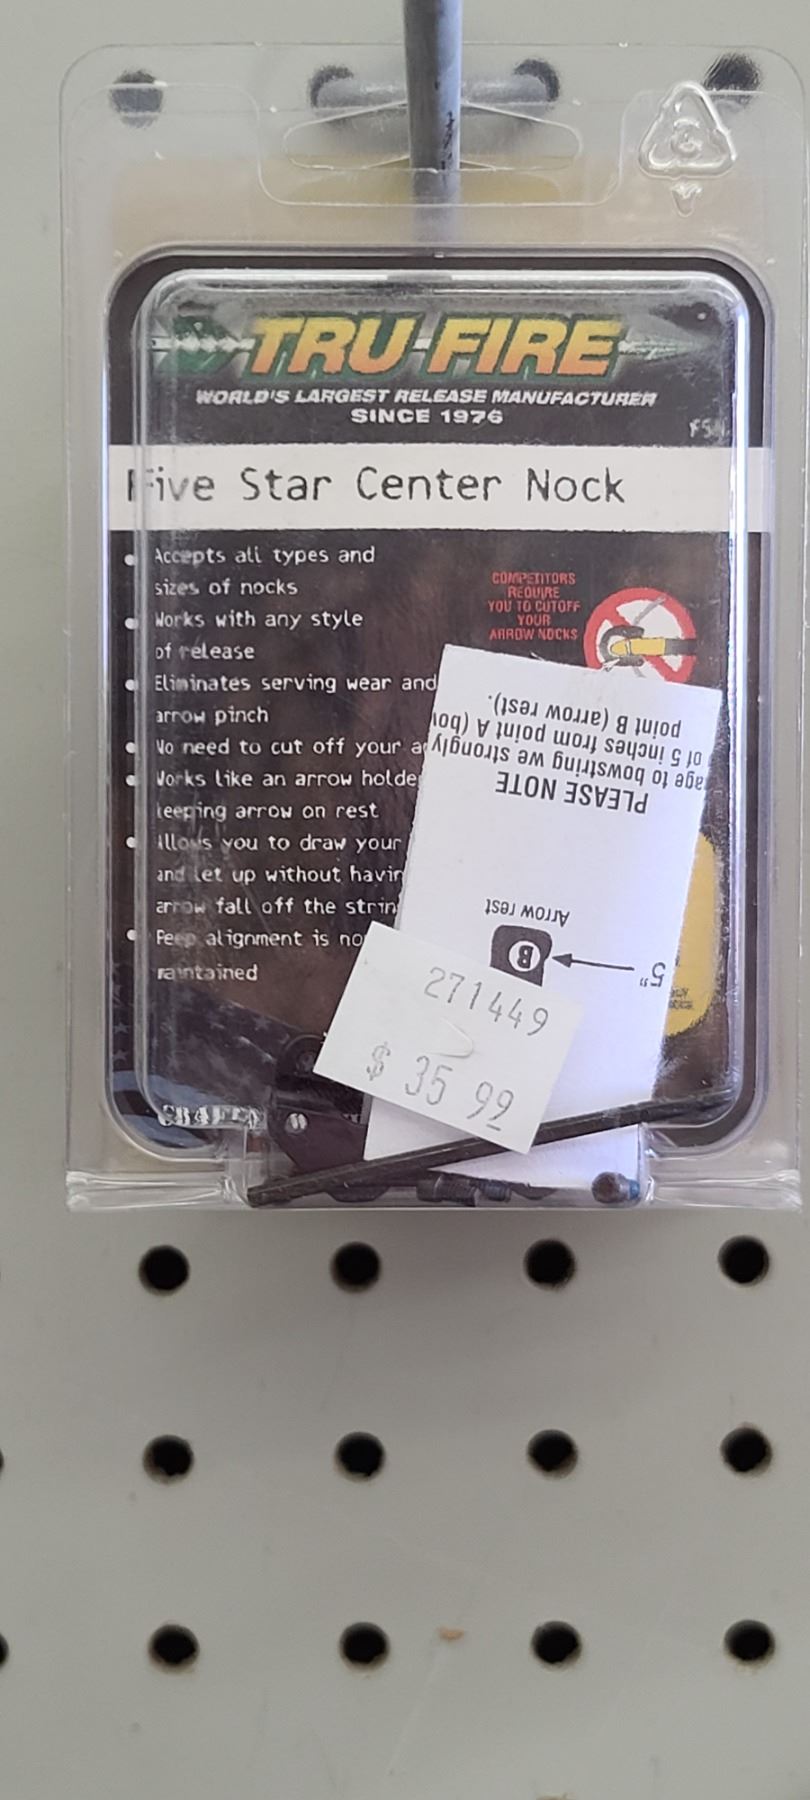 TRU-FIRE
WORLD'S LARGEST RELEASE MANUFACTURER
SINCE 1976
Five Star Center Nock
• Accepts all types and
sizes of nocks
• Works with any style
of release
• Eliminates serving wear and
arrow pinch
• No need to cut off your
• Works like an arrow holde
keeping arrow on rest
• Allows you to draw your
and let up without havin
arrow fall off the strin
• Peep alignment is no
maintained
COMPETITORS
REQUIRE
YOU TO CUTOFF
YOUR
ARROW NOCKS
5"
B
Arrow rest
PLEASE NOTE
age to bowstring we strongly
of 5 inches from point A (bo
point B (arrow rest).
271449
$ 35 99